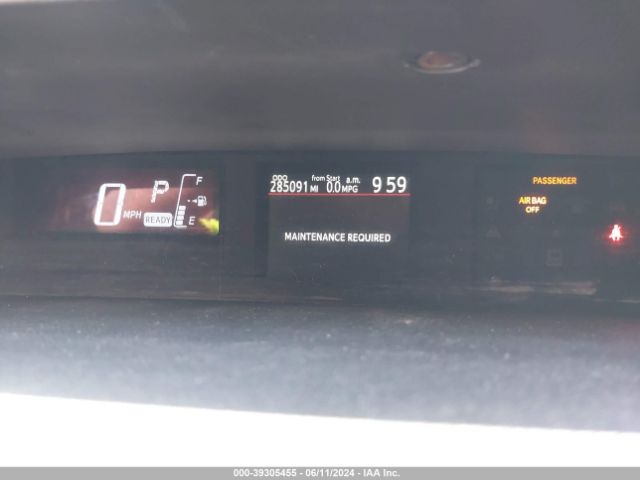 0 MPH
P
READY
F
E
ODO from Start a.m.
285091 MI 0.0 MPG 9 59
MAINTENANCE REQUIRED
PASSENGER
AIR BAG
OFF
000-39305455 - 06/11/2024 - IAA Inc.